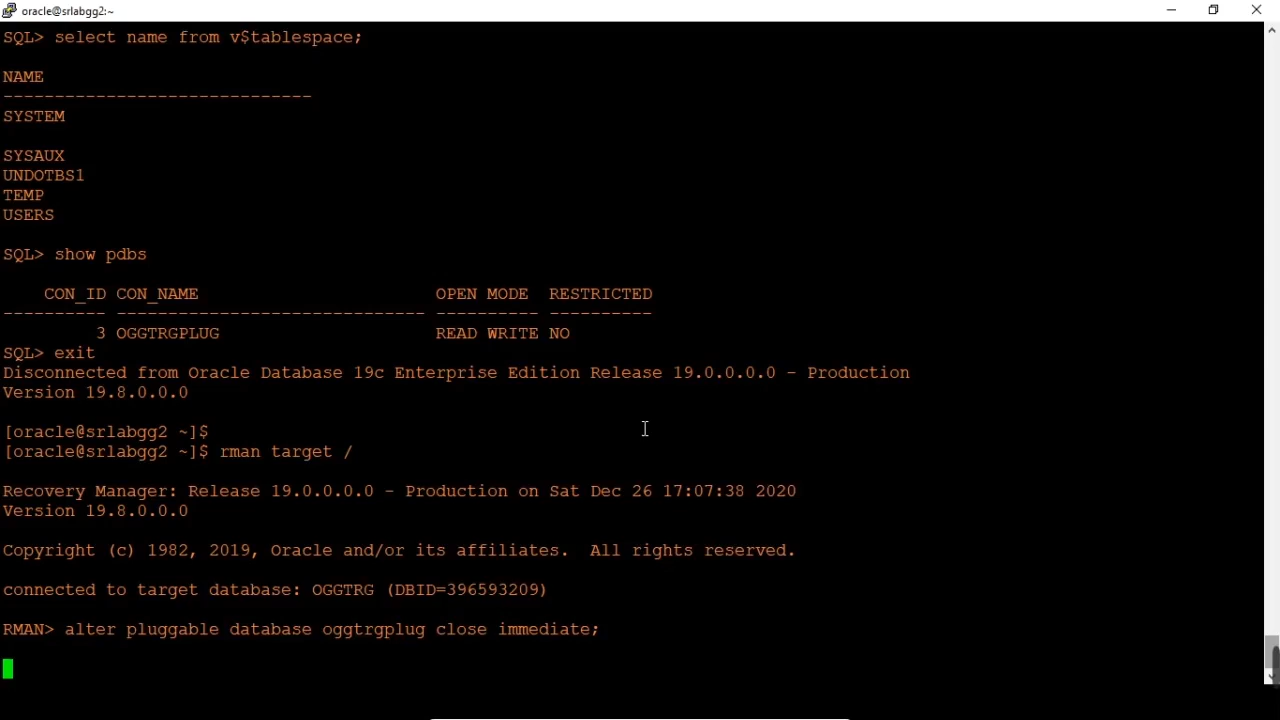 oracle@srlabgg2:~
SQL> select name from v$tablespace;
NAME
------------------------------
SYSTEM
SYSAUX
UNDOTBS1
TEMP
USERS
SQL> show pdbs
CON_ID CON_NAME OPEN MODE RESTRICTED
---------- ------------------------------ ---------- ----------
3 OGGTRGPLUG READ WRITE NO
SQL> exit
Disconnected from Oracle Database 19c Enterprise Edition Release 19.0.0.0.0 - Production
Version 19.8.0.0.0
[oracle@srlabgg2 ~]$
[oracle@srlabgg2 ~]$ rman target /
Recovery Manager: Release 19.0.0.0.0 - Production on Sat Dec 26 17:07:38 2020
Version 19.8.0.0.0
Copyright (c) 1982, 2019, Oracle and/or its affiliates.  All rights reserved.
connected to target database: OGGTRG (DBID=396593209)
RMAN> alter pluggable database oggtrgplug close immediate;